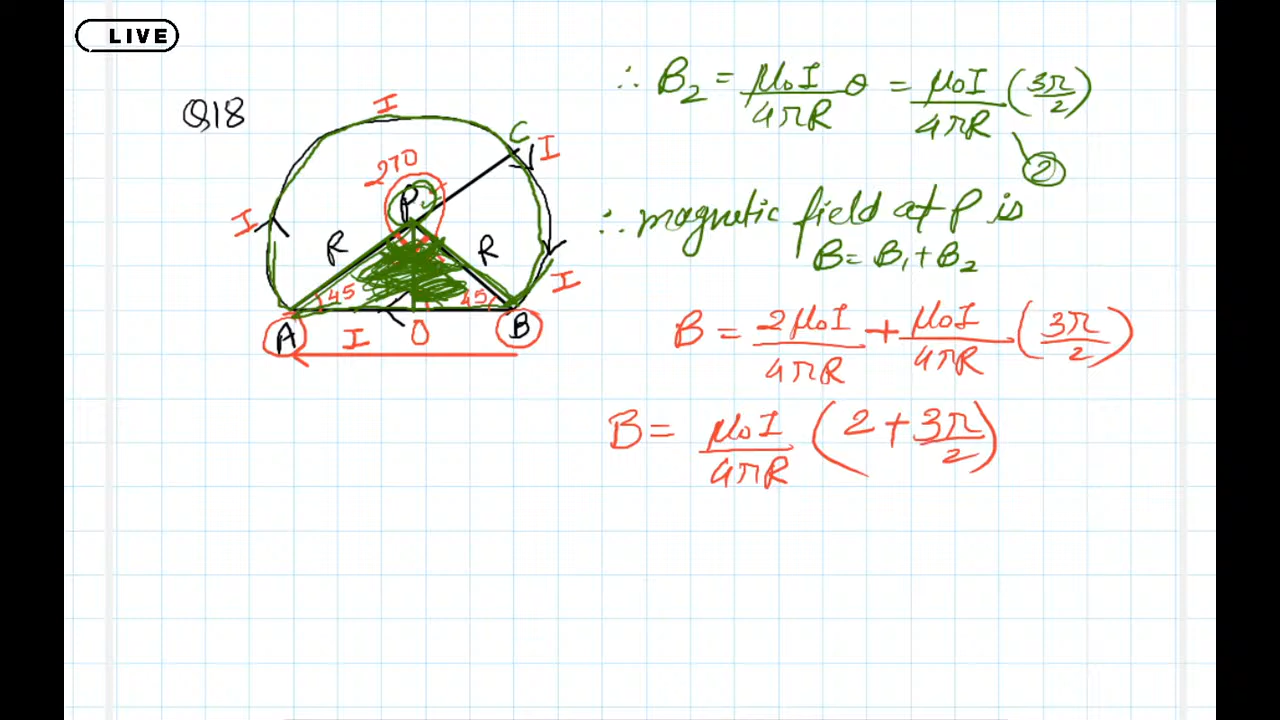 LIVE
Q18
I
C
I
270
P
I
R
R
I
45
45
A
I
O
B
∴ B₂ = μ₀I/4πR θ = μ₀I/4πR (3π/2)
②
∴ magnetic field at P is
B = B₁ + B₂
B = 2μ₀I/4πR + μ₀I/4πR (3π/2)
B = μ₀I/4πR (2 + 3π/2)